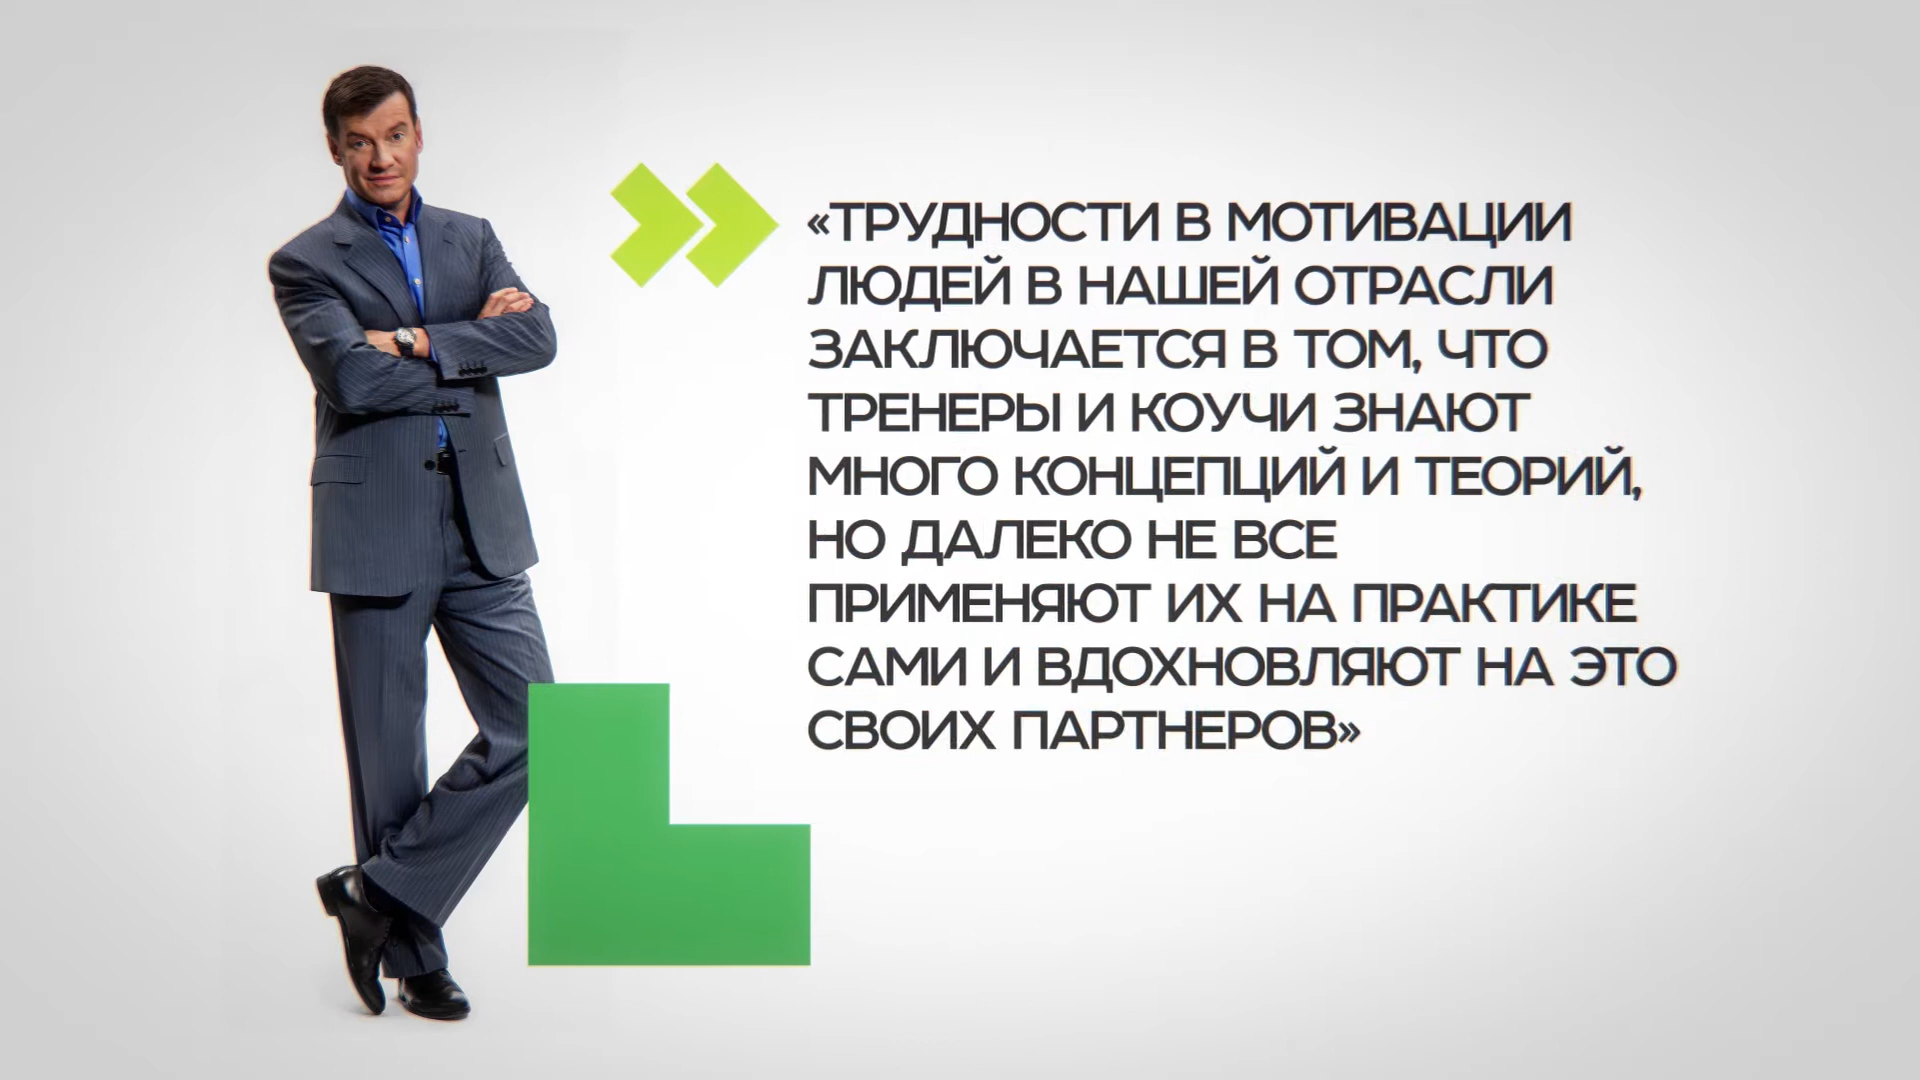 «ТРУДНОСТИ В МОТИВАЦИИ
ЛЮДЕЙ В НАШЕЙ ОТРАСЛИ
ЗАКЛЮЧАЕТСЯ В ТОМ, ЧТО
ТРЕНЕРЫ И КОУЧИ ЗНАЮТ
МНОГО КОНЦЕПЦИЙ И ТЕОРИЙ,
НО ДАЛЕКО НЕ ВСЕ
ПРИМЕНЯЮТ ИХ НА ПРАКТИКЕ
САМИ И ВДОХНОВЛЯЮТ НА ЭТО
СВОИХ ПАРТНЕРОВ»